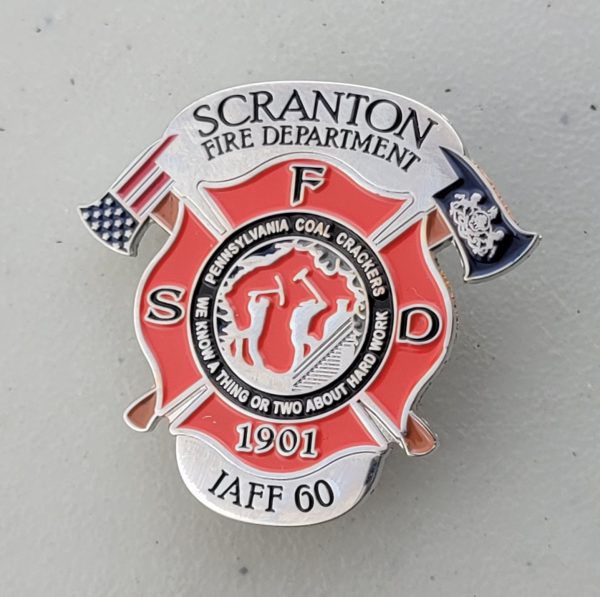 SCRANTON
FIRE DEPARTMENT
F
PENNSYLVANIA COAL CRACKERS
S
D
WE KNOW A THING OR TWO ABOUT HARD WORK
1901
IAFF 60